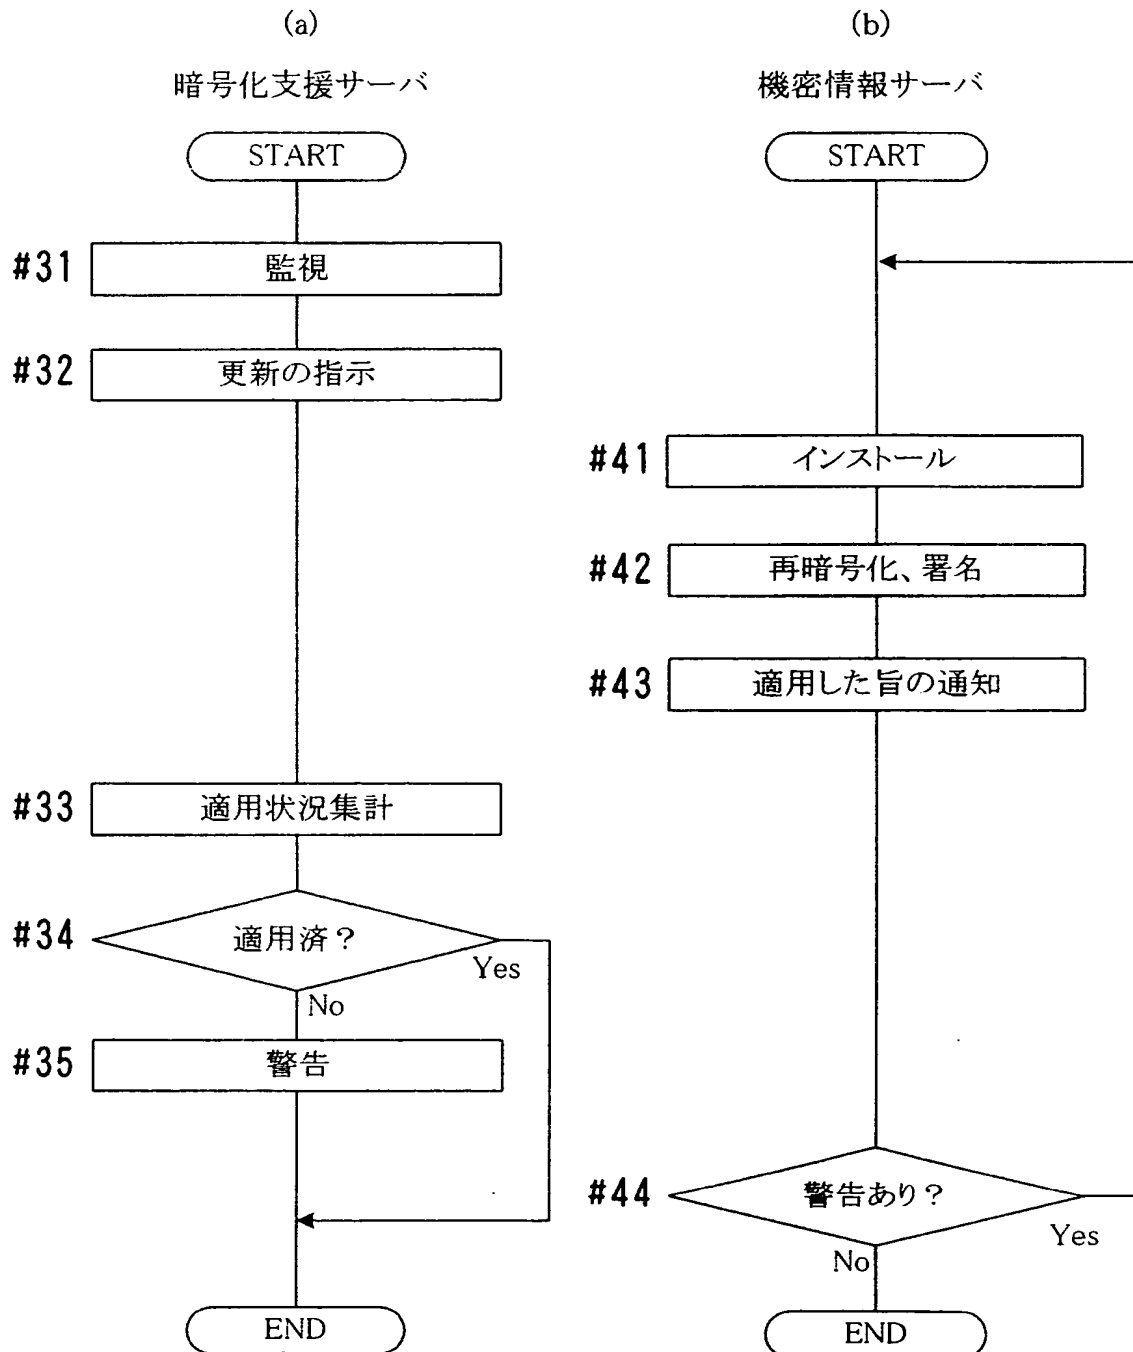 (a)
暗号化支援サーバ
START
#31
監視
#32
更新の指示
#33
適用状況集計
#34
適用済?
Yes
No
#35
警告
END
(b)
機密情報サーバ
START
#41
インストール
#42
再暗号化、署名
#43
適用した旨の通知
#44
警告あり?
Yes
No
END